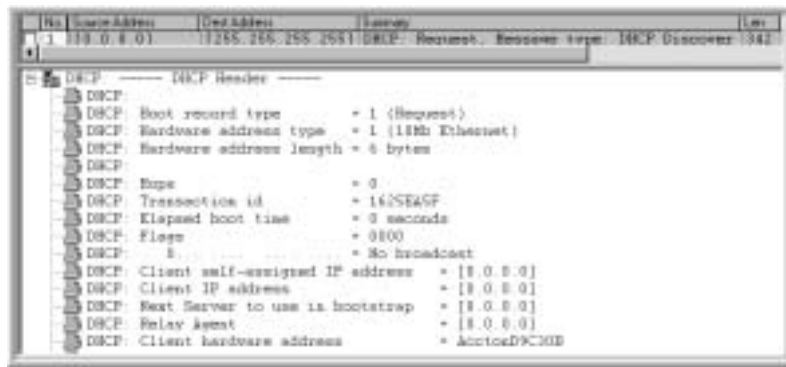 No. Source Address Dest Address Summary Len
1 [0.0.0.0] [255.255.255.255] DHCP: Request, Message type: DHCP Discover 342
DHCP: ----- DHCP Header -----
DHCP:
DHCP: Boot record type = 1 (Request)
DHCP: Hardware address type = 1 (10Mb Ethernet)
DHCP: Hardware address length = 6 bytes
DHCP:
DHCP: Hops = 0
DHCP: Transaction id =
DHCP: Elapsed boot time = 0 seconds
DHCP: Flags = 0000
DHCP: 0... .... .... .... = No broadcast
DHCP: Client self-assigned IP address = [0.0.0.0]
DHCP: Client IP address = [0.0.0.0]
DHCP: Next Server to use in bootstrap = [0.0.0.0]
DHCP: Relay Agent = [0.0.0.0]
DHCP: Client hardware address =